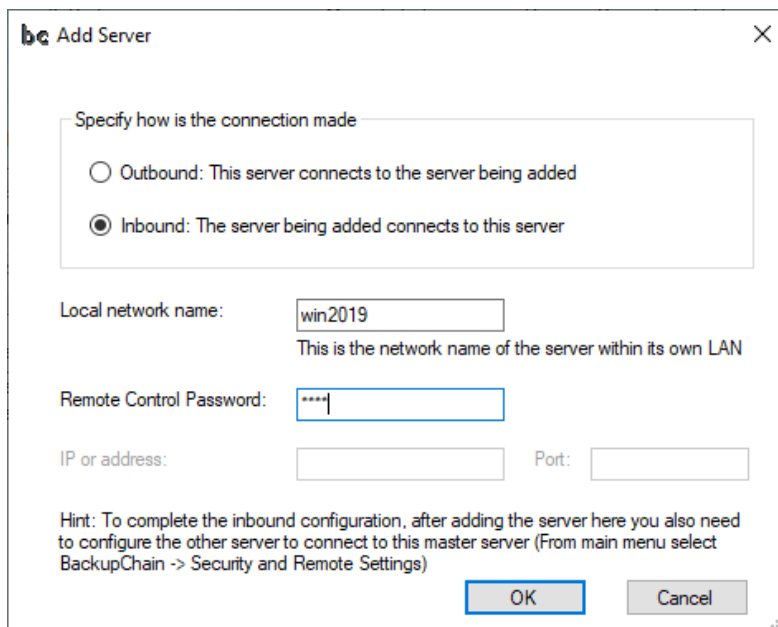 bc Add Server
Specify how is the connection made
Outbound: This server connects to the server being added
Inbound: The server being added connects to this server
Local network name:
win2019
This is the network name of the server within its own LAN
Remote Control Password:
****
IP or address:
Port:
Hint: To complete the inbound configuration, after adding the server here you also need
to configure the other server to connect to this master server (From main menu select
BackupChain -> Security and Remote Settings)
OK
Cancel